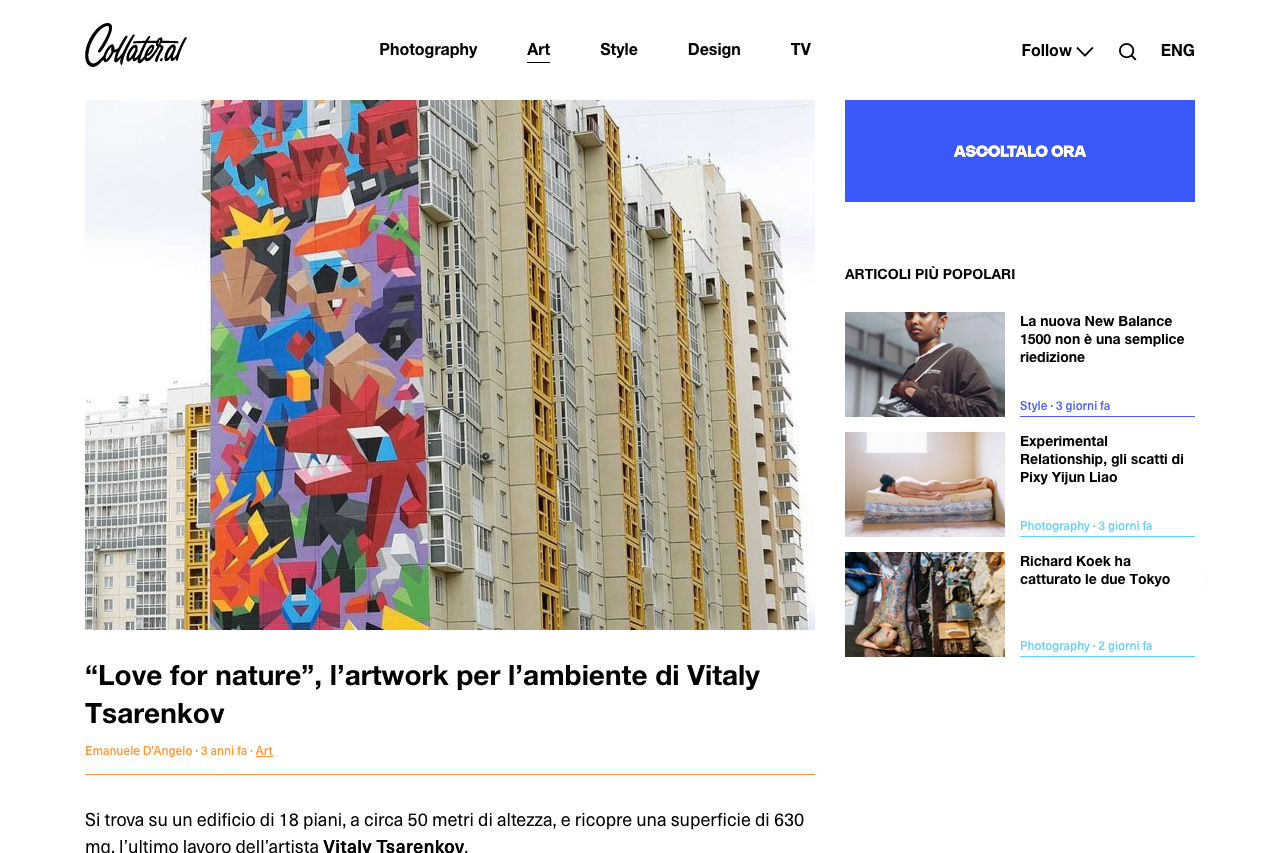 Collater.al
Photography
Art
Style
Design
TV
Follow
ENG
ASCOLTALO ORA
ARTICOLI PIÙ POPOLARI
La nuova New Balance
1500 non è una semplice
riedizione
Style · 3 giorni fa
Experimental
Relationship, gli scatti di
Pixy Yijun Liao
Photography · 3 giorni fa
Richard Koek ha
catturato le due Tokyo
Photography · 2 giorni fa
“Love for nature”, l’artwork per l’ambiente di Vitaly
Tsarenkov
Emanuele D'Angelo · 3 anni fa · Art
Si trova su un edificio di 18 piani, a circa 50 metri di altezza, e ricopre una superficie di 630
mq, l’ultimo lavoro dell’artista Vitaly Tsarenkov.